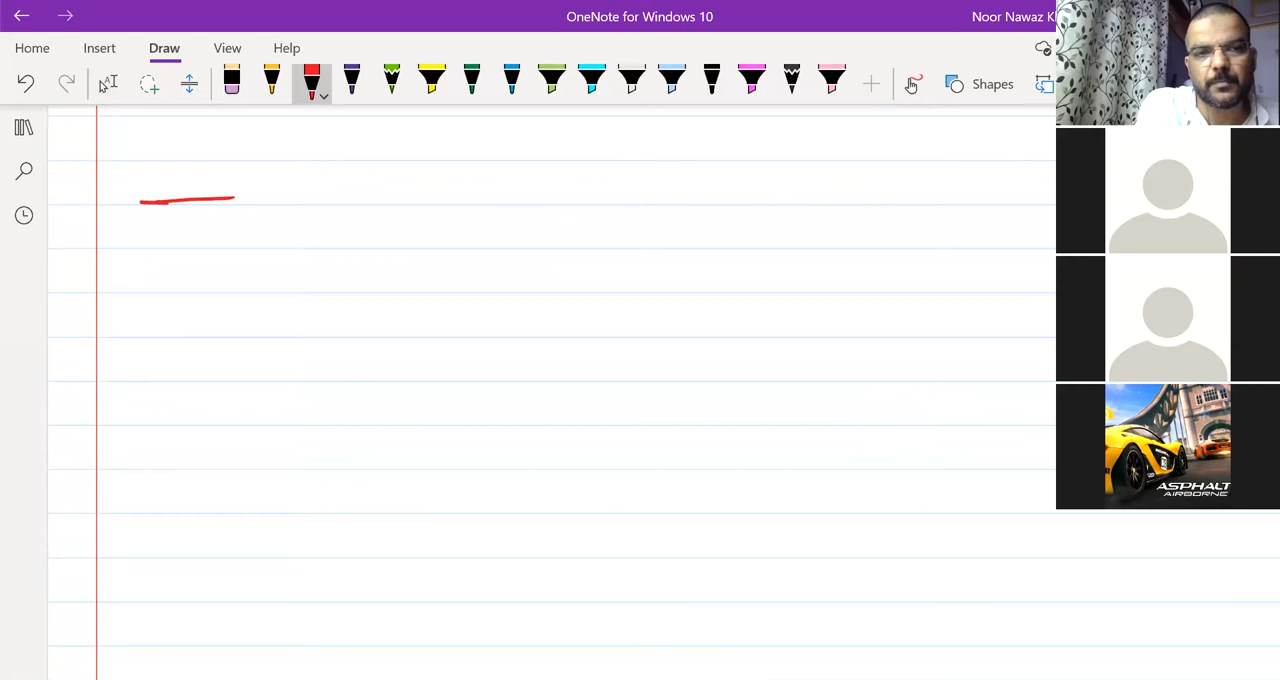 OneNote for Windows 10
Noor Nawaz K
Home Insert Draw View Help
Shapes
ASPHALT
AIRBORNE